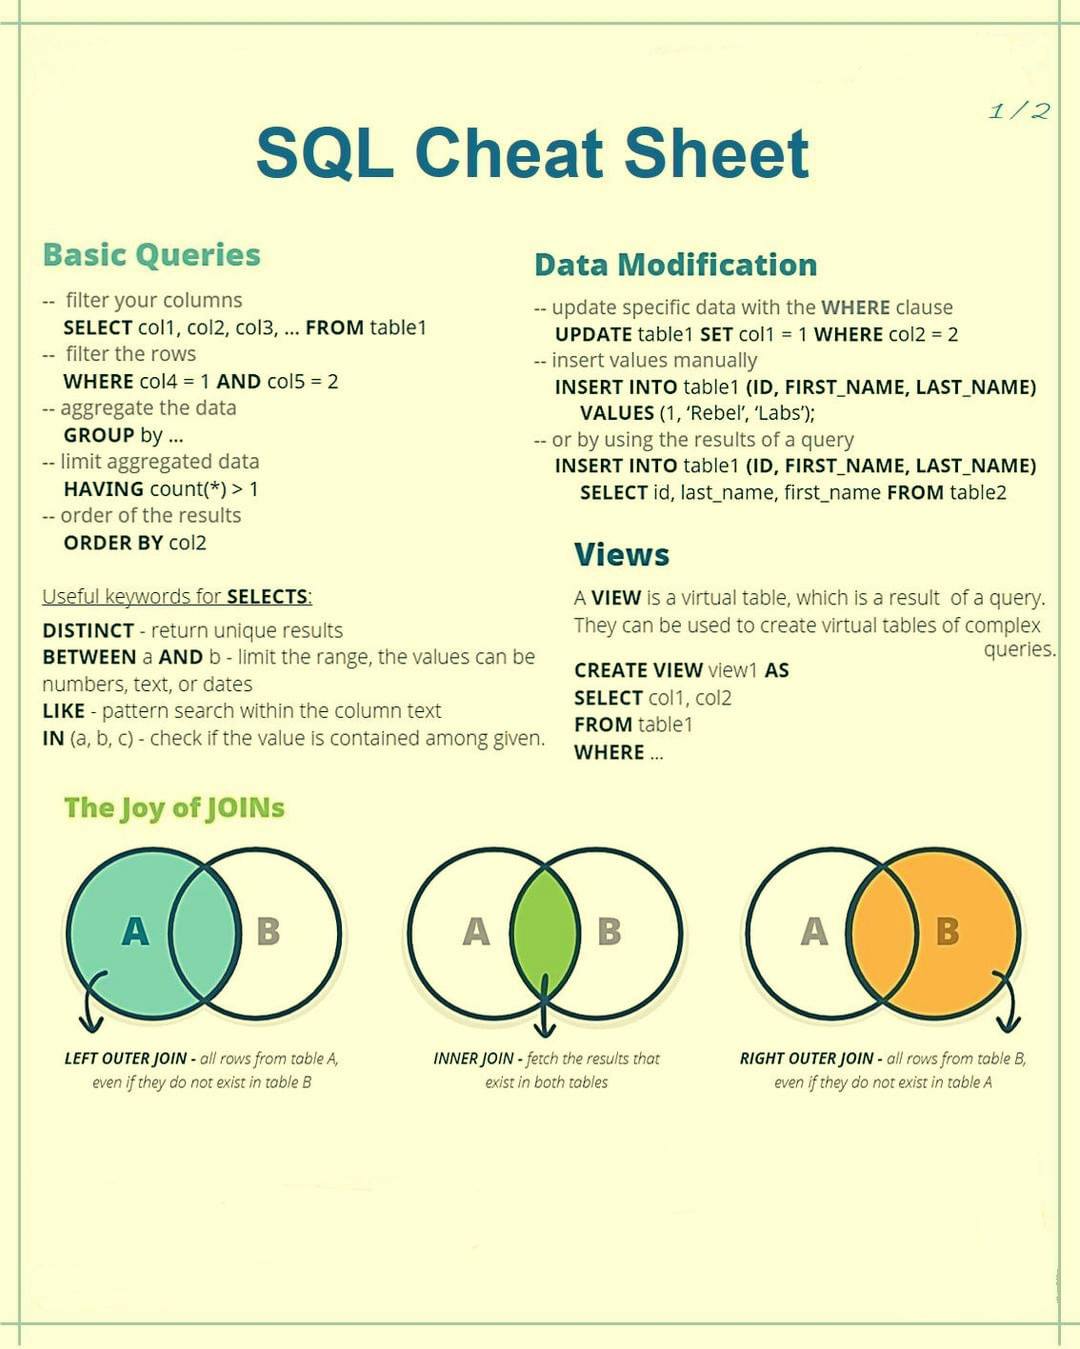 1/2
SQL Cheat Sheet
Basic Queries
-- filter your columns
SELECT col1, col2, col3, ... FROM table1
-- filter the rows
WHERE col4 = 1 AND col5 = 2
-- aggregate the data
GROUP by ...
-- limit aggregated data
HAVING count(*) > 1
-- order of the results
ORDER BY col2
Useful keywords for SELECTS:
DISTINCT - return unique results
BETWEEN a AND b - limit the range, the values can be
numbers, text, or dates
LIKE - pattern search within the column text
IN (a, b, c) - check if the value is contained among given.
Data Modification
-- update specific data with the WHERE clause
UPDATE table1 SET col1 = 1 WHERE col2 = 2
-- insert values manually
INSERT INTO table1 (ID, FIRST_NAME, LAST_NAME)
VALUES (1, ‘Rebel’, ‘Labs’);
-- or by using the results of a query
INSERT INTO table1 (ID, FIRST_NAME, LAST_NAME)
SELECT id, last_name, first_name FROM table2
Views
A VIEW is a virtual table, which is a result of a query.
They can be used to create virtual tables of complex
queries.
CREATE VIEW view1 AS
SELECT col1, col2
FROM table1
WHERE ...
The Joy of JOINs
A B
LEFT OUTER JOIN - all rows from table A,
even if they do not exist in table B
A B
INNER JOIN - fetch the results that
exist in both tables
A B
RIGHT OUTER JOIN - all rows from table B,
even if they do not exist in table A